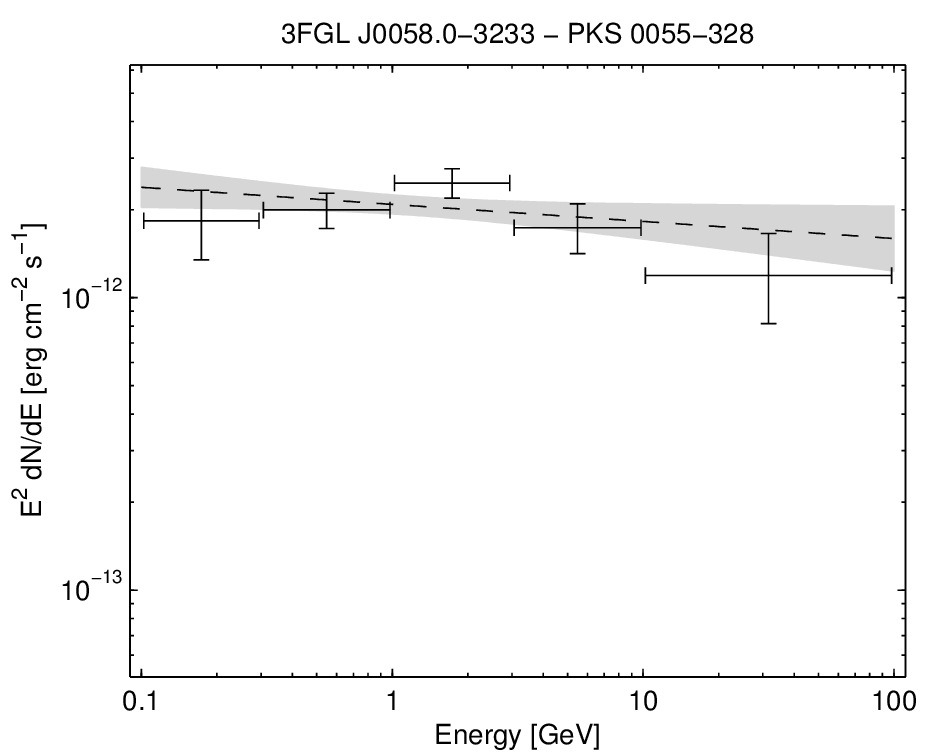 3FGL J0058.0−3233 − PKS 0055−328
E² dN/dE [erg cm⁻² s⁻¹]
10⁻¹²
10⁻¹³
0.1 1 10 100
Energy [GeV]